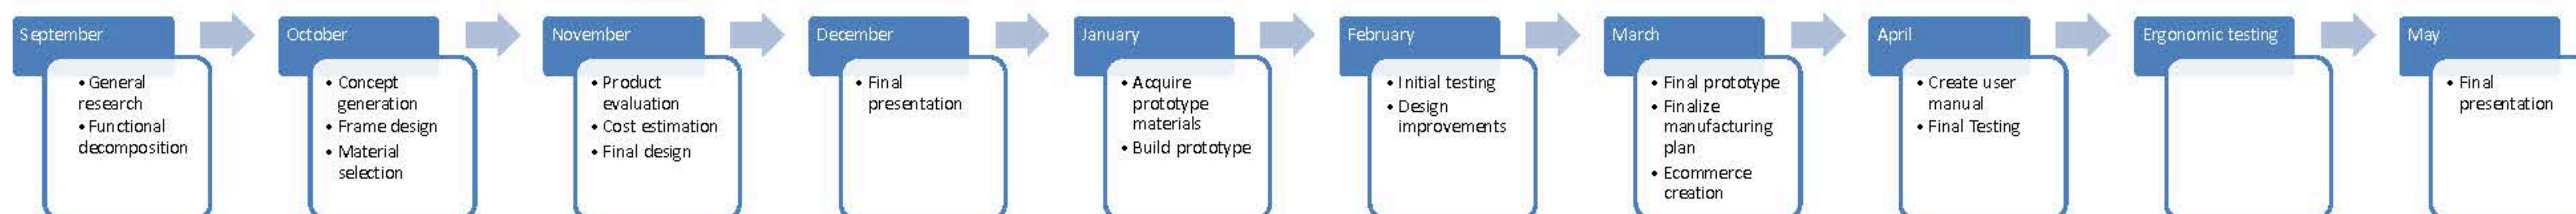 September
• General
research
• Functional
decomposition
October
• Concept
generation
• Frame design
• Material
selection
November
• Product
evaluation
• Cost estimation
• Final design
December
• Final
presentation
January
• Acquire
prototype
materials
• Build prototype
February
• Initial testing
• Design
improvements
March
• Final prototype
• Finalize
manufacturing
plan
• Ecommerce
creation
April
• Create user
manual
• Final Testing
Ergonomic testing
May
• Final
presentation